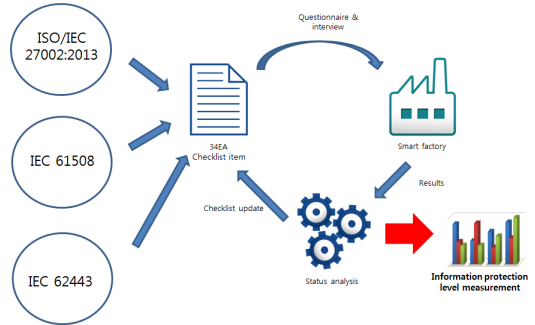 ISO/IEC
27002:2013
IEC 61508
IEC 62443
34EA
Checklist item
Questionnaire &
interview
Smart factory
Results
Checklist update
Status analysis
Information protection
level measurement